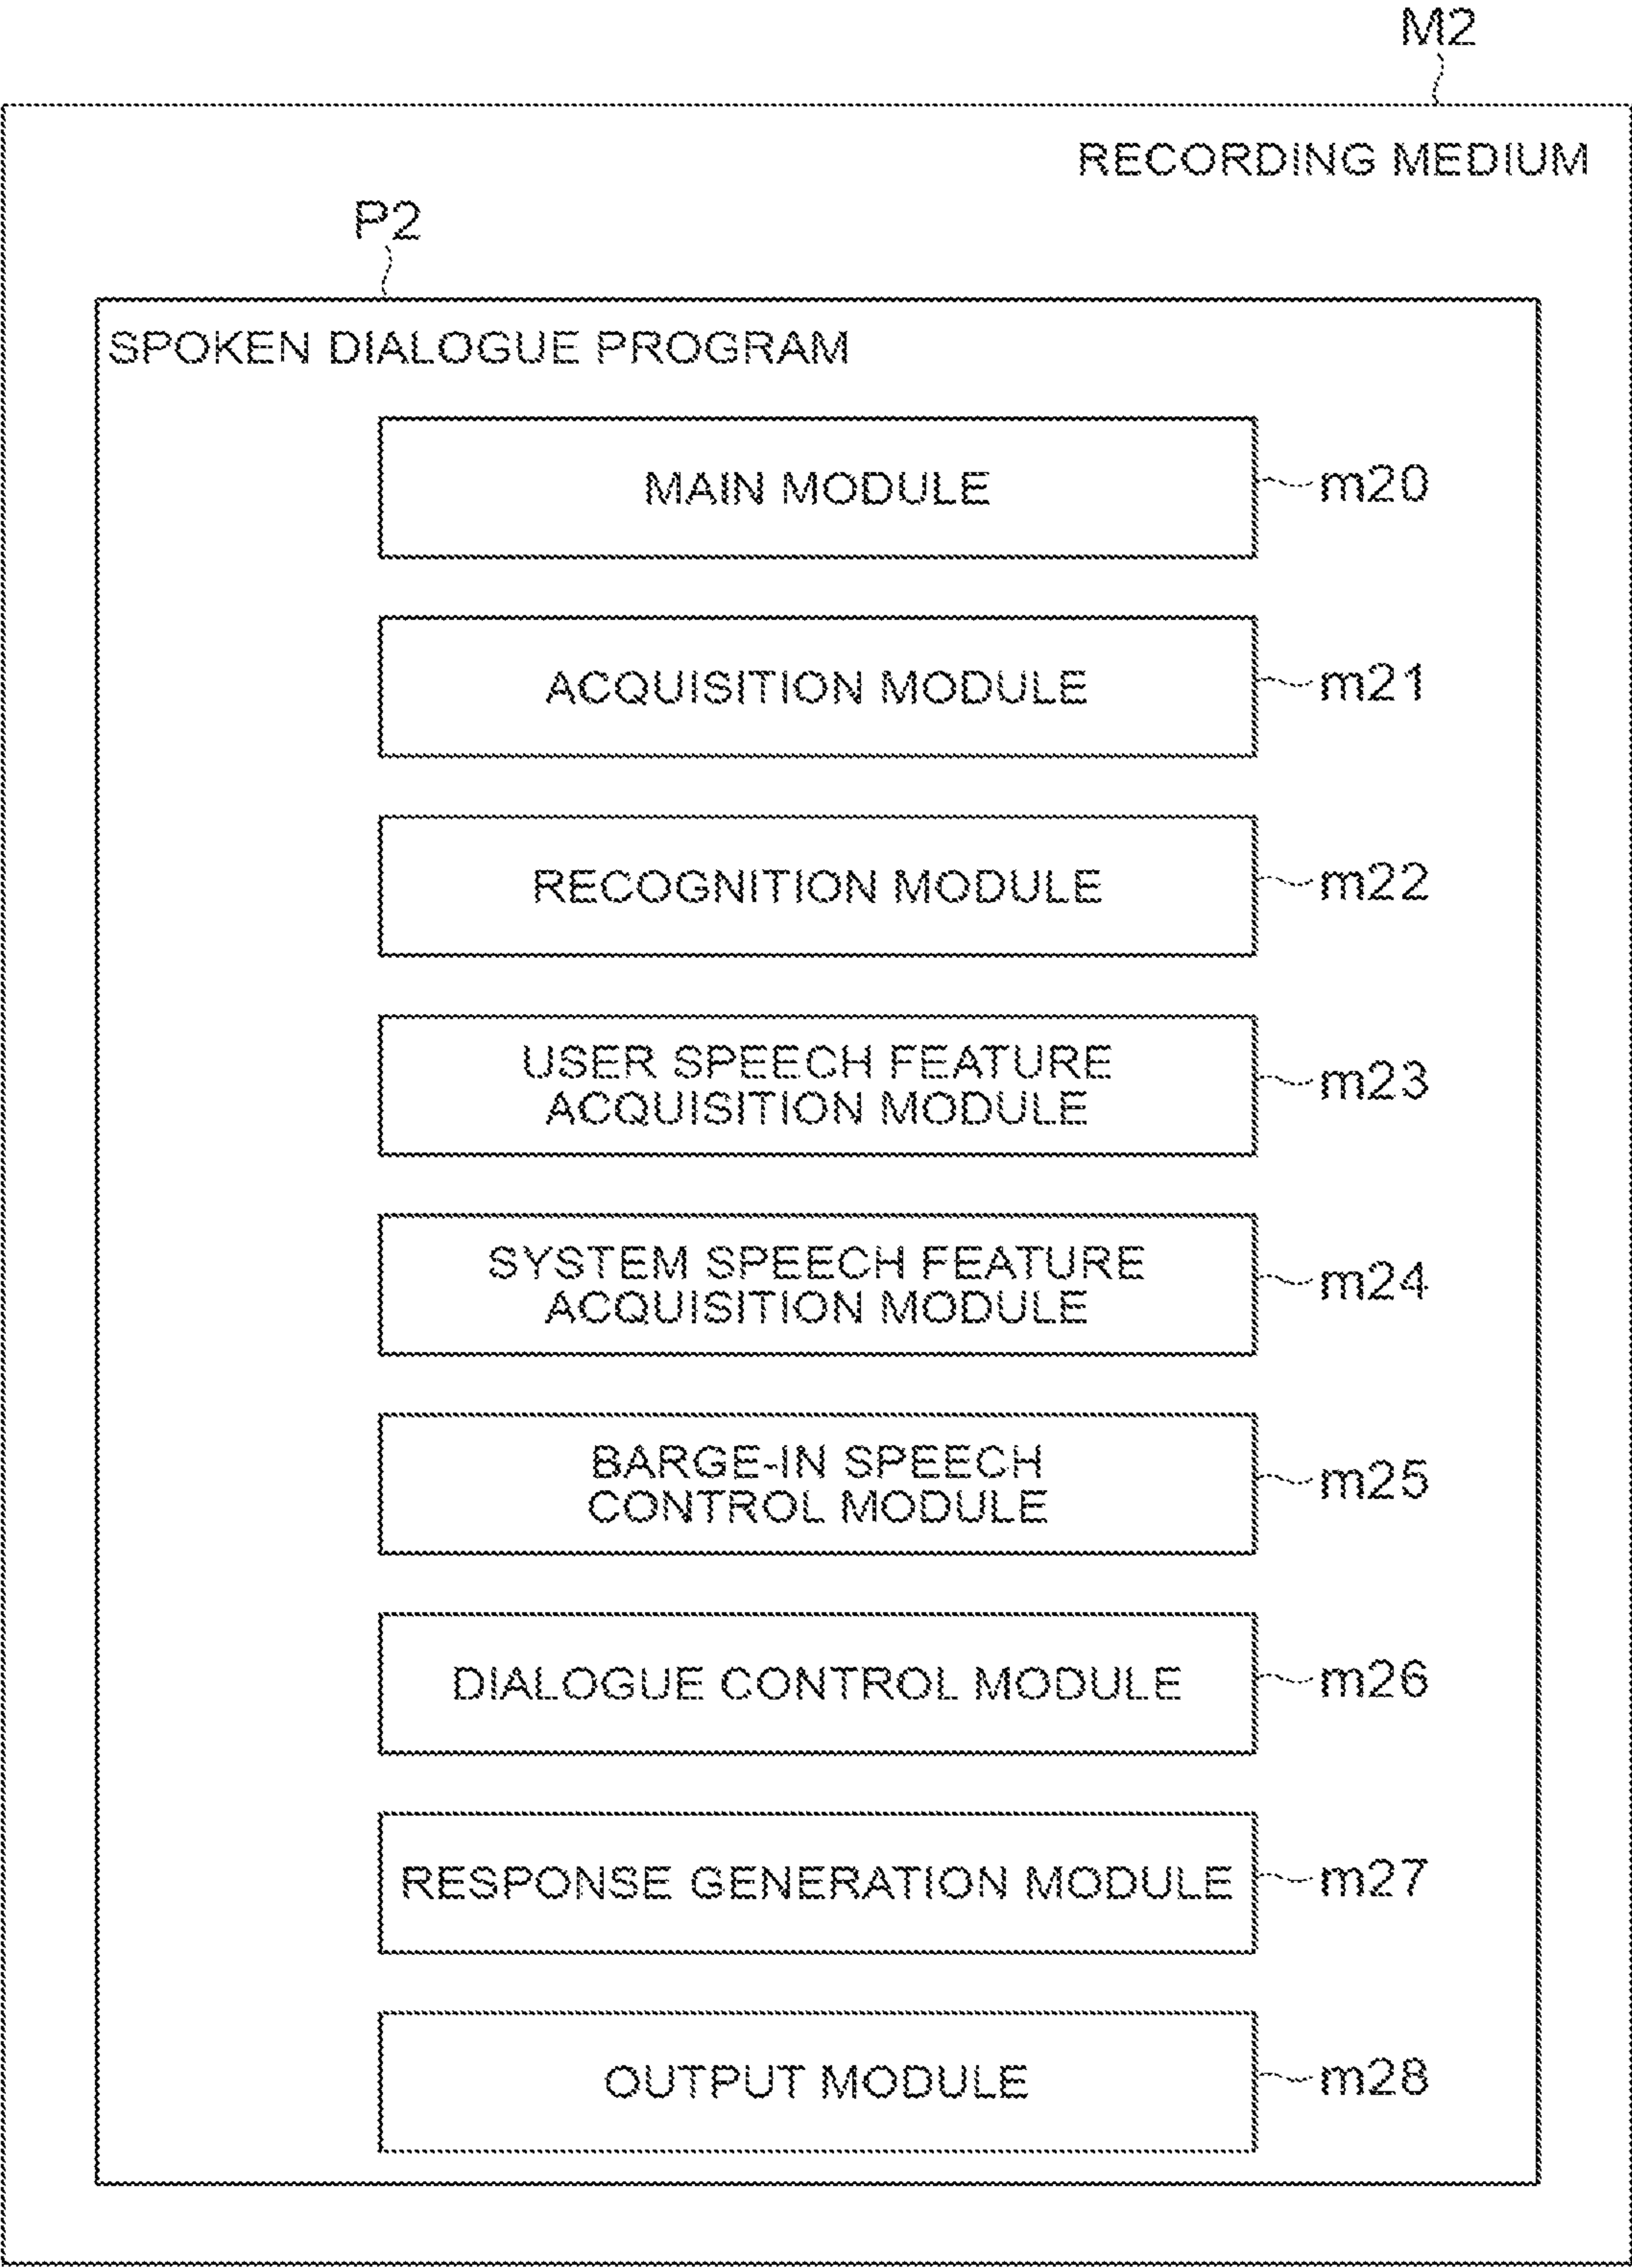 M2
RECORDING MEDIUM
P2
SPOKEN DIALOGUE PROGRAM
MAIN MODULE
m20
ACQUISITION MODULE
m21
RECOGNITION MODULE
m22
USER SPEECH FEATURE
ACQUISITION MODULE
m23
SYSTEM SPEECH FEATURE
ACQUISITION MODULE
m24
BARGE-IN SPEECH
CONTROL MODULE
m25
DIALOGUE CONTROL MODULE
m26
RESPONSE GENERATION MODULE
m27
OUTPUT MODULE
m28